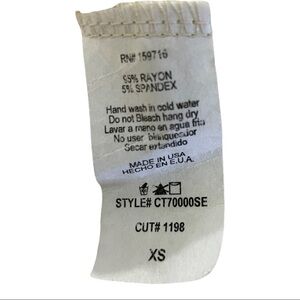 RN# 159716
95% RAYON
5% SPANDEX
Hand wash in cold water
Do not Bleach hang dry
Lavar a mano en agua fria
No user blinqueador
Secar extendido
MADE IN USA
HECHO EN E.U.A.
STYLE# CT70000SE
CUT# 1198
XS